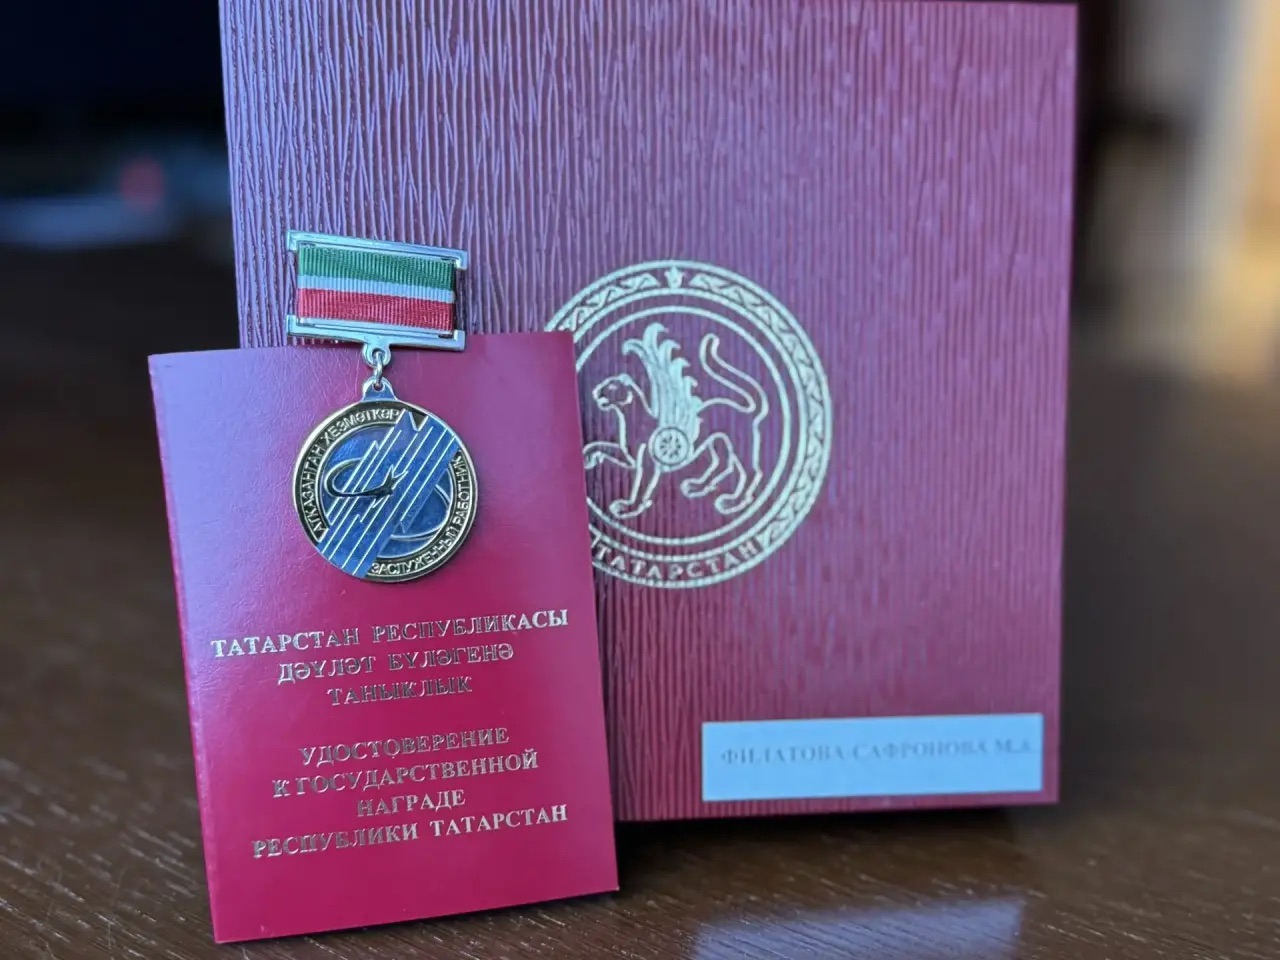 АТКАЗАНГАН ХЕЗМӘТКӘР
ЗАСЛУЖЕННЫЙ РАБОТНИК
ТАТАРСТАН РЕСПУБЛИКАСЫ
ДӘҮЛӘТ БҮЛӘГЕНӘ
ТАНЫКЛЫК
УДОСТОВЕРЕНИЕ
К ГОСУДАРСТВЕННОЙ
НАГРАДЕ
РЕСПУБЛИКИ ТАТАРСТАН
ТАТАРСТАН
ФИЛАТОВА-САФРОНОВА М.А.